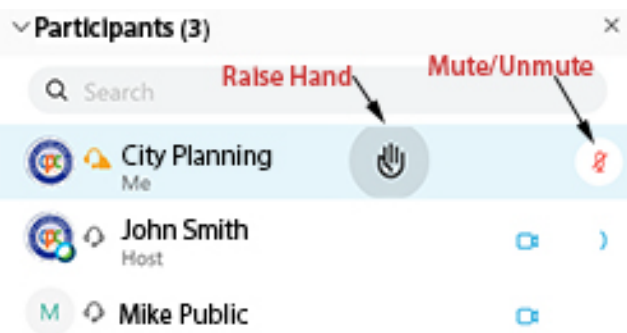 Participants (3)
Search
Raise Hand
Mute/Unmute
City Planning
Me
John Smith
Host
M
Mike Public